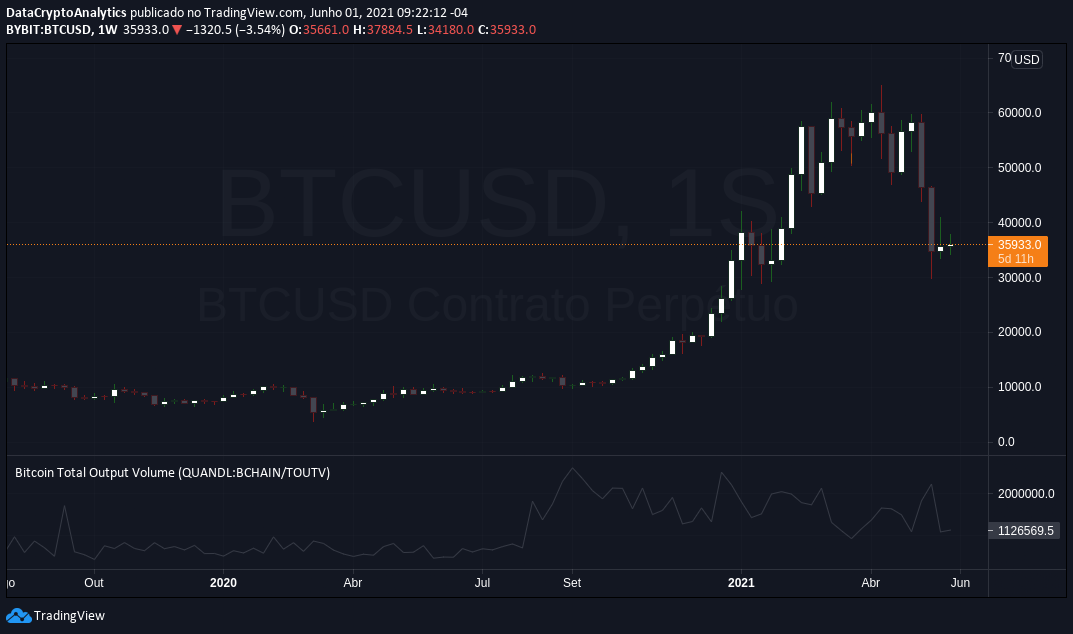 DataCryptoAnalytics publicado no TradingView.com, Junho 01, 2021 09:22:12 -04
BYBIT:BTCUSD, 1W 35933.0 ▼ −1320.5 (−3.54%) O:35661.0 H:37884.5 L:34180.0 C:35933.0
70 USD
60000.0
50000.0
40000.0
35933.0
5d 11h
30000.0
20000.0
10000.0
0.0
BTCUSD, 1S
BTCUSD Contrato Perpétuo
Bitcoin Total Output Volume (QUANDL:BCHAIN/TOUTV)
2000000.0
1126569.5
go Out 2020 Abr Jul Set 2021 Abr Jun
TradingView